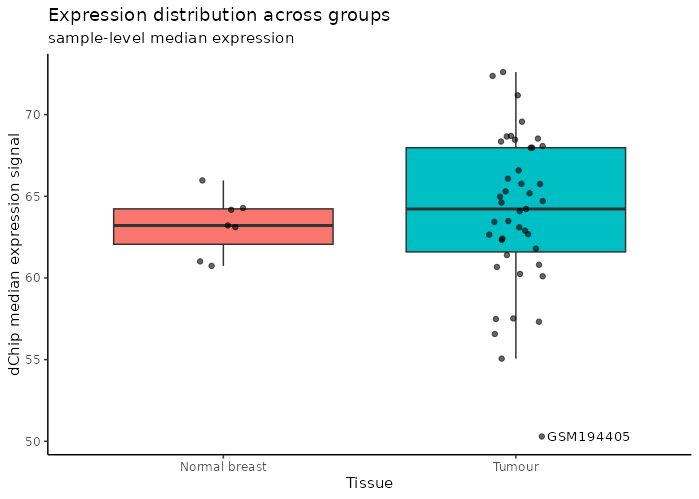 Expression distribution across groups
sample-level median expression
dChip median expression signal
70
65
60
55
50
GSM194405
Normal breast
Tumour
Tissue